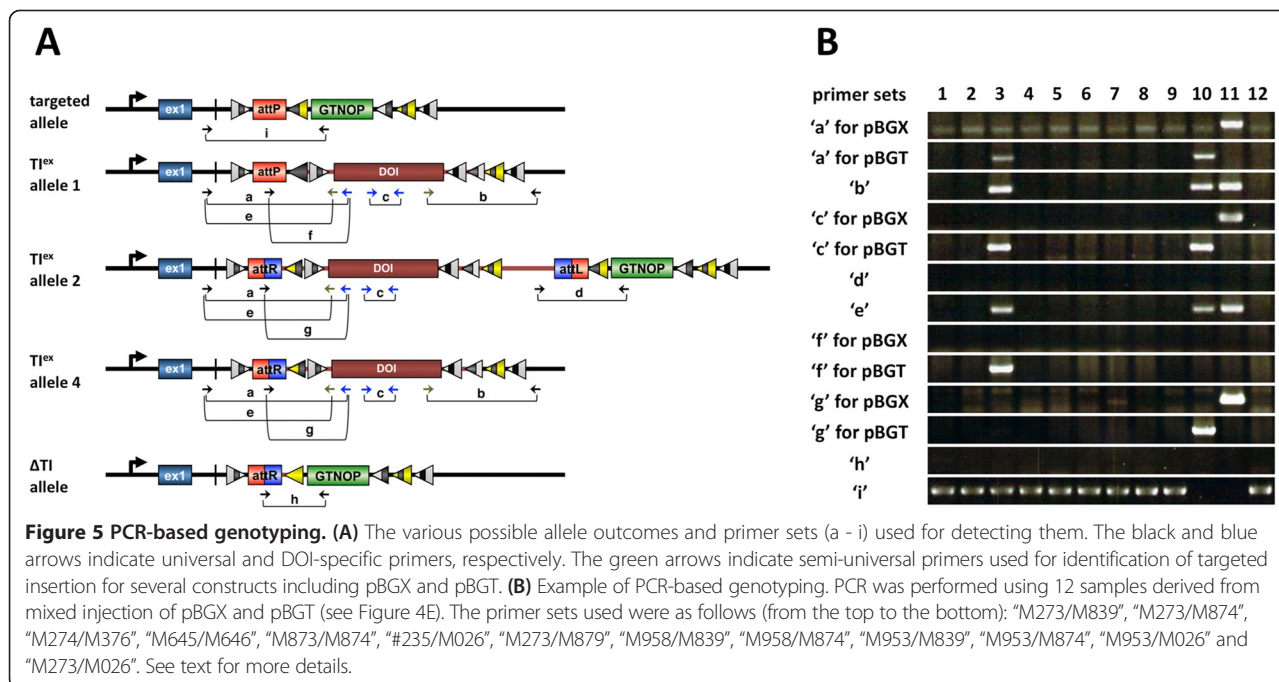 A
targeted
allele
ex1
attP
GTNOP
i
TIex
allele 1
ex1
attP
DOI
a
c
b
e
f
TIex
allele 2
ex1
attR
DOI
attL
GTNOP
a
c
d
e
g
TIex
allele 4
ex1
attR
DOI
a
c
b
e
g
ΔTI
allele
ex1
attR
GTNOP
h
B
primer sets 1 2 3 4 5 6 7 8 9 10 11 12
'a' for pBGX
'a' for pBGT
'b'
'c' for pBGX
'c' for pBGT
'd'
'e'
'f' for pBGX
'f' for pBGT
'g' for pBGX
'g' for pBGT
'h'
'i'
Figure 5 PCR-based genotyping. (A) The various possible allele outcomes and primer sets (a - i) used for detecting them. The black and blue
arrows indicate universal and DOI-specific primers, respectively. The green arrows indicate semi-universal primers used for identification of targeted
insertion for several constructs including pBGX and pBGT. (B) Example of PCR-based genotyping. PCR was performed using 12 samples derived from
mixed injection of pBGX and pBGT (see Figure 4E). The primer sets used were as follows (from the top to the bottom): “M273/M839”, “M273/M874”,
“M274/M376”, “M645/M646”, “M873/M874”, “#235/M026”, “M273/M879”, “M958/M839”, “M958/M874”, “M953/M839”, “M953/M874”, “M953/M026” and
“M273/M026”. See text for more details.